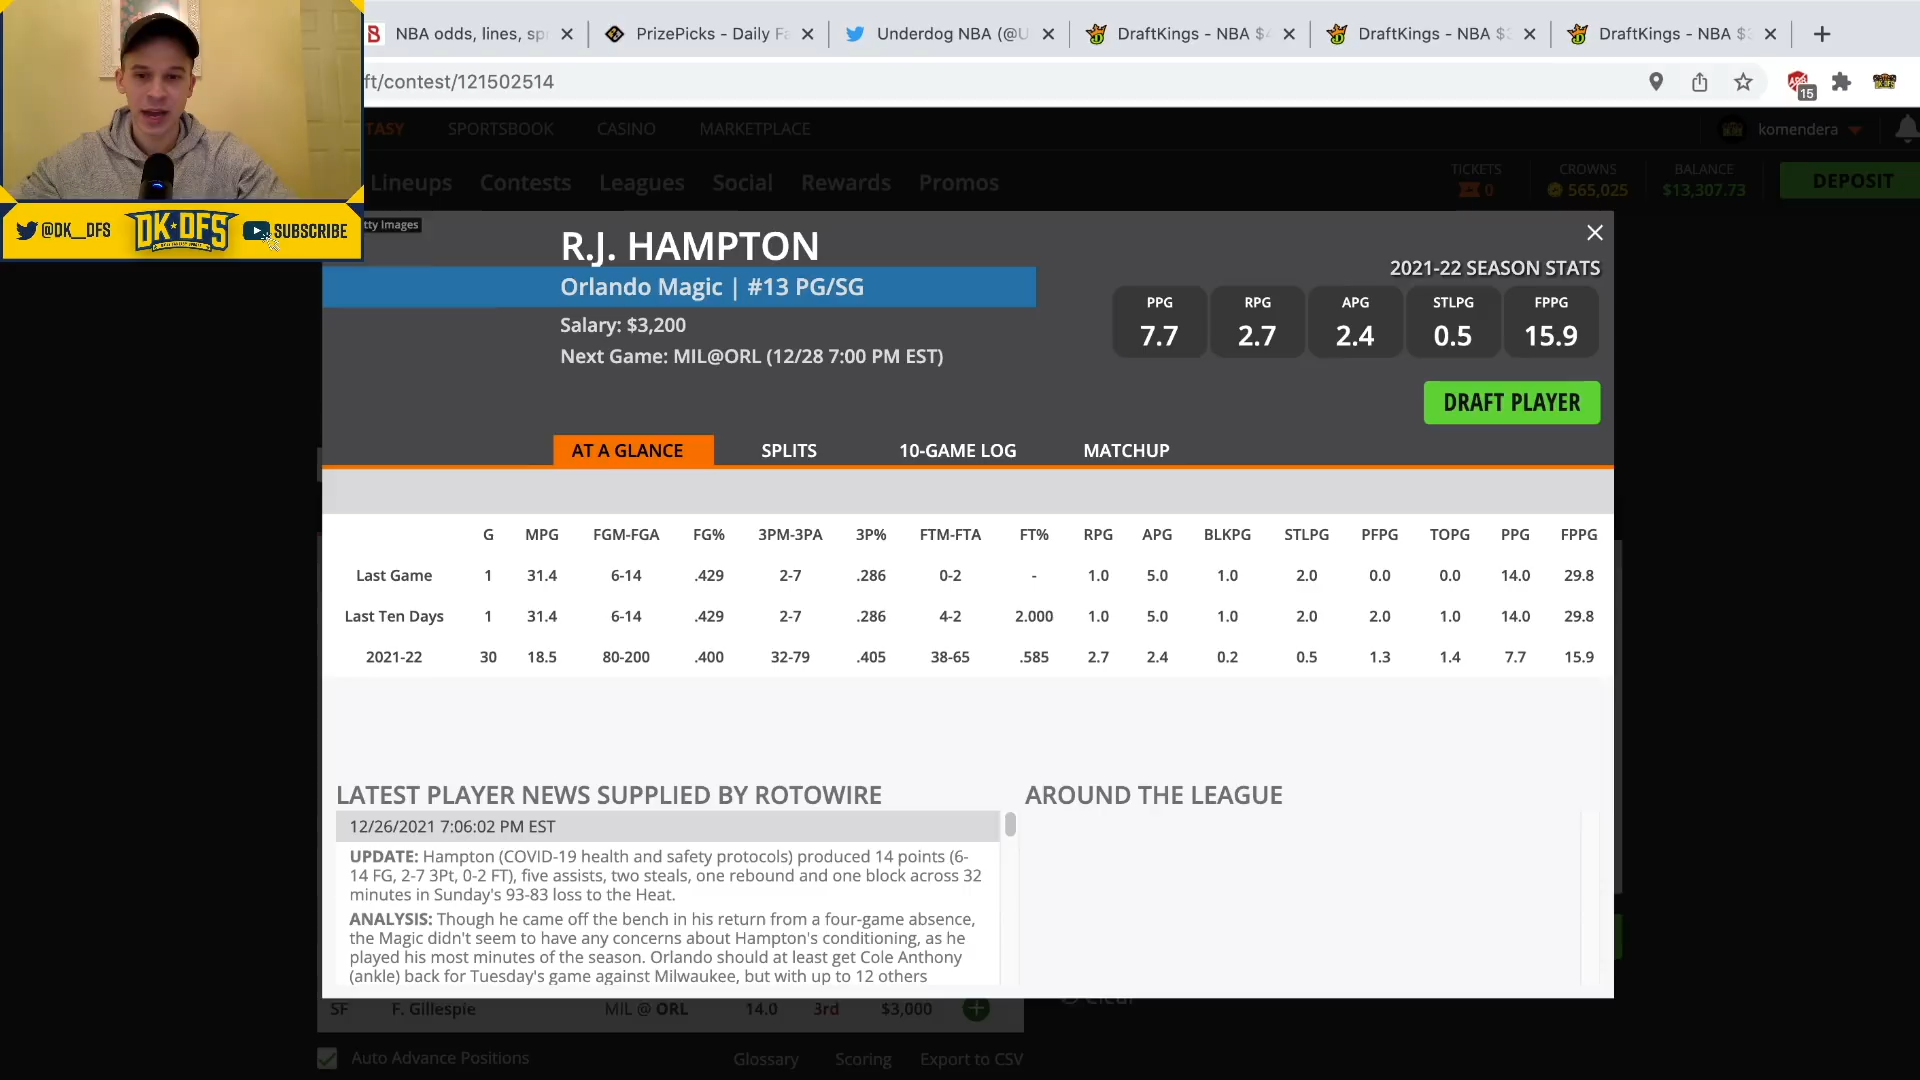 NBA odds, lines, sp
PrizePicks - Daily Fa
Underdog NBA (@U
DraftKings - NBA $
DraftKings - NBA $
DraftKings - NBA $
ft/contest/121502514
15
TASY
SPORTSBOOK
CASINO
MARKETPLACE
komendera
Lineups
Contests
Leagues
Social
Rewards
Promos
TICKETS
0
CROWNS
565,025
BALANCE
$13,307.73
DEPOSIT
@DK__DFS
DK★DFS
SUBSCRIBE
tty Images
R.J. HAMPTON
Orlando Magic | #13 PG/SG
Salary: $3,200
Next Game: MIL@ORL (12/28 7:00 PM EST)
2021-22 SEASON STATS
PPG RPG APG STLPG FPPG
7.7 2.7 2.4 0.5 15.9
DRAFT PLAYER
AT A GLANCE
SPLITS
10-GAME LOG
MATCHUP
G MPG FGM-FGA FG% 3PM-3PA 3P% FTM-FTA FT% RPG APG BLKPG STLPG PFPG TOPG PPG FPPG
Last Game 1 31.4 6-14 .429 2-7 .286 0-2 - 1.0 5.0 1.0 2.0 0.0 0.0 14.0 29.8
Last Ten Days 1 31.4 6-14 .429 2-7 .286 4-2 2.000 1.0 5.0 1.0 2.0 2.0 1.0 14.0 29.8
2021-22 30 18.5 80-200 .400 32-79 .405 38-65 .585 2.7 2.4 0.2 0.5 1.3 1.4 7.7 15.9
LATEST PLAYER NEWS SUPPLIED BY ROTOWIRE
AROUND THE LEAGUE
12/26/2021 7:06:02 PM EST
UPDATE: Hampton (COVID-19 health and safety protocols) produced 14 points (6-
14 FG, 2-7 3Pt, 0-2 FT), five assists, two steals, one rebound and one block across 32
minutes in Sunday's 93-83 loss to the Heat.
ANALYSIS: Though he came off the bench in his return from a four-game absence,
the Magic didn't seem to have any concerns about Hampton's conditioning, as he
played his most minutes of the season. Orlando should at least get Cole Anthony
(ankle) back for Tuesday's game against Milwaukee, but with up to 12 others
SF F. Gillespie MIL @ ORL 14.0 3rd $3,000
Clear
Auto Advance Positions
Glossary
Scoring
Export to CSV